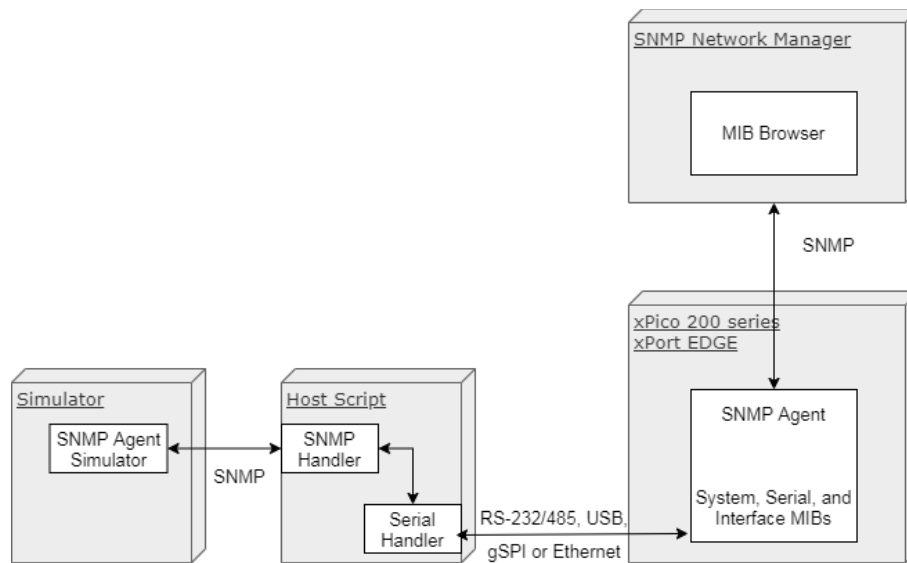 SNMP Network Manager
MIB Browser
SNMP
xPico 200 series
xPort EDGE
SNMP Agent
System, Serial, and
Interface MIBs
Simulator
SNMP Agent
Simulator
SNMP
Host Script
SNMP
Handler
Serial
Handler
RS-232/485, USB,
gSPI or Ethernet